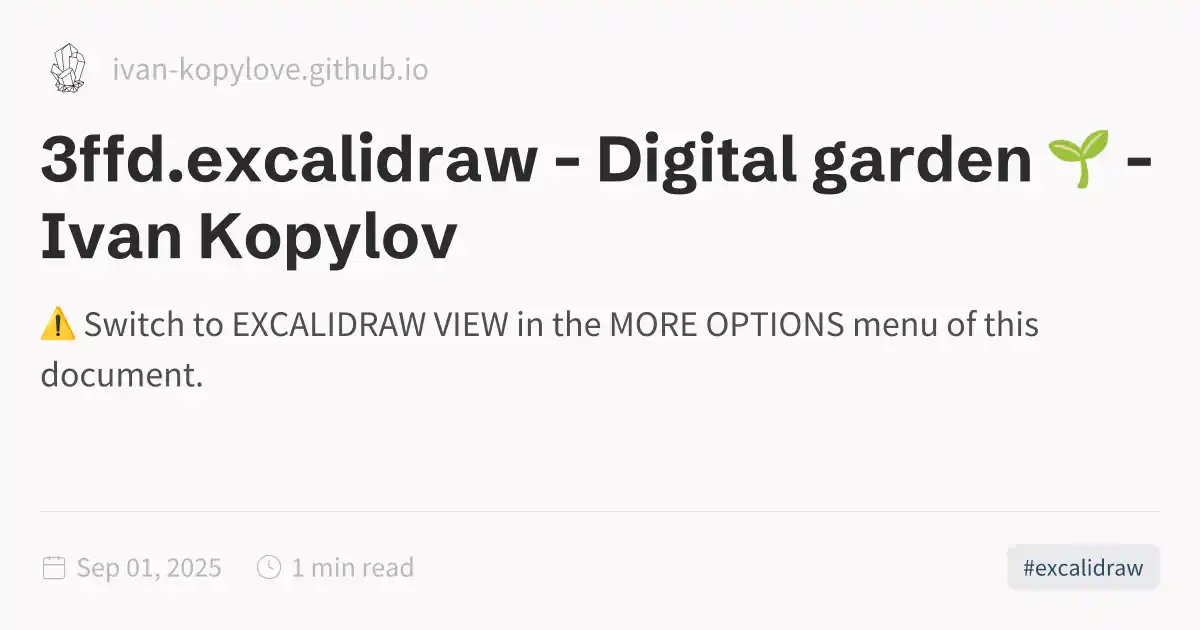 ivan-kopylove.github.io
3ffd.excalidraw - Digital garden 🌱 -
Ivan Kopylov
⚠️ Switch to EXCALIDRAW VIEW in the MORE OPTIONS menu of this
document.
Sep 01, 2025 1 min read #excalidraw